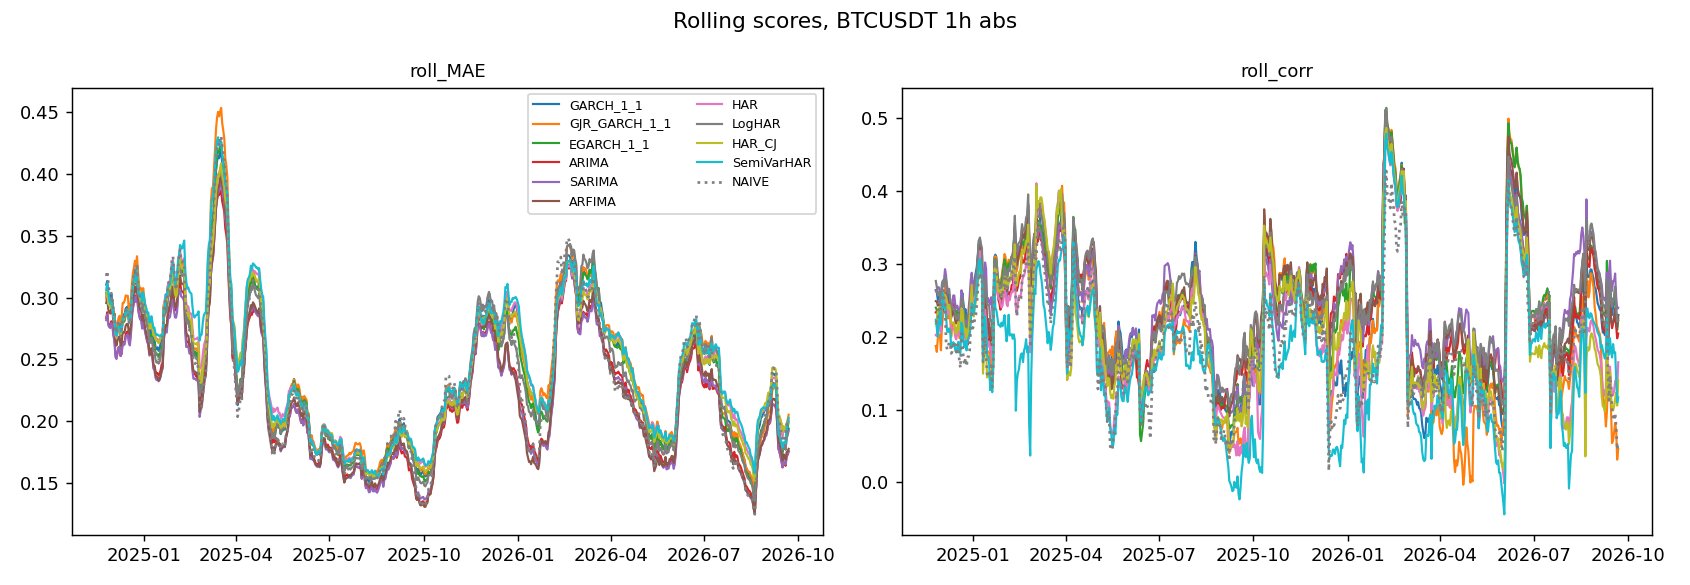 Rolling scores, BTCUSDT 1h abs
roll_MAE
0.45
0.40
0.35
0.30
0.25
0.20
0.15
2025-01 2025-04 2025-07 2025-10 2026-01 2026-04 2026-07 2026-10
GARCH_1_1
GJR_GARCH_1_1
EGARCH_1_1
ARIMA
SARIMA
ARFIMA
HAR
LogHAR
HAR_CJ
SemiVarHAR
NAIVE
roll_corr
0.5
0.4
0.3
0.2
0.1
0.0
2025-01 2025-04 2025-07 2025-10 2026-01 2026-04 2026-07 2026-10